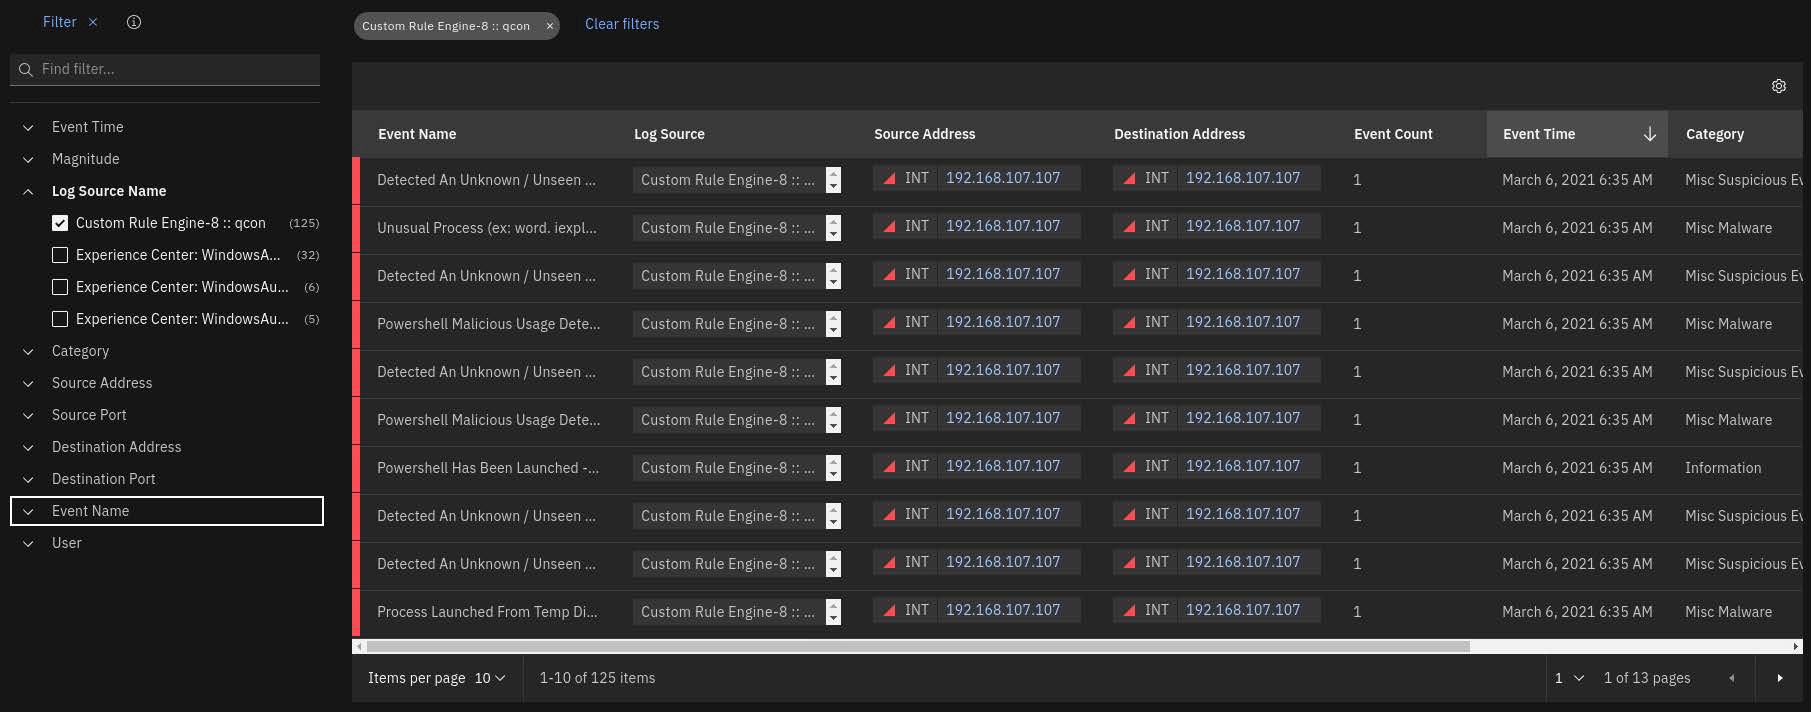 Filter ×
Custom Rule Engine-8 :: qcon ×
Clear filters
Find filter...
Event Time
Magnitude
Log Source Name
Custom Rule Engine-8 :: qcon (125)
Experience Center: WindowsA... (32)
Experience Center: WindowsAu... (6)
Experience Center: WindowsAu... (5)
Category
Source Address
Source Port
Destination Address
Destination Port
Event Name
User
Event Name Log Source Source Address Destination Address Event Count Event Time Category
Detected An Unknown / Unseen ... Custom Rule Engine-8 :: ... INT 192.168.107.107 INT 192.168.107.107 1 March 6, 2021 6:35 AM Misc Suspicious Ev
Unusual Process (ex: word. iexpl... Custom Rule Engine-8 :: ... INT 192.168.107.107 INT 192.168.107.107 1 March 6, 2021 6:35 AM Misc Malware
Detected An Unknown / Unseen ... Custom Rule Engine-8 :: ... INT 192.168.107.107 INT 192.168.107.107 1 March 6, 2021 6:35 AM Misc Suspicious Ev
Powershell Malicious Usage Dete... Custom Rule Engine-8 :: ... INT 192.168.107.107 INT 192.168.107.107 1 March 6, 2021 6:35 AM Misc Malware
Detected An Unknown / Unseen ... Custom Rule Engine-8 :: ... INT 192.168.107.107 INT 192.168.107.107 1 March 6, 2021 6:35 AM Misc Suspicious Ev
Powershell Malicious Usage Dete... Custom Rule Engine-8 :: ... INT 192.168.107.107 INT 192.168.107.107 1 March 6, 2021 6:35 AM Misc Malware
Powershell Has Been Launched -... Custom Rule Engine-8 :: ... INT 192.168.107.107 INT 192.168.107.107 1 March 6, 2021 6:35 AM Information
Detected An Unknown / Unseen ... Custom Rule Engine-8 :: ... INT 192.168.107.107 INT 192.168.107.107 1 March 6, 2021 6:35 AM Misc Suspicious Ev
Detected An Unknown / Unseen ... Custom Rule Engine-8 :: ... INT 192.168.107.107 INT 192.168.107.107 1 March 6, 2021 6:35 AM Misc Suspicious Ev
Process Launched From Temp Di... Custom Rule Engine-8 :: ... INT 192.168.107.107 INT 192.168.107.107 1 March 6, 2021 6:35 AM Misc Malware
Items per page 10 1-10 of 125 items 1 1 of 13 pages